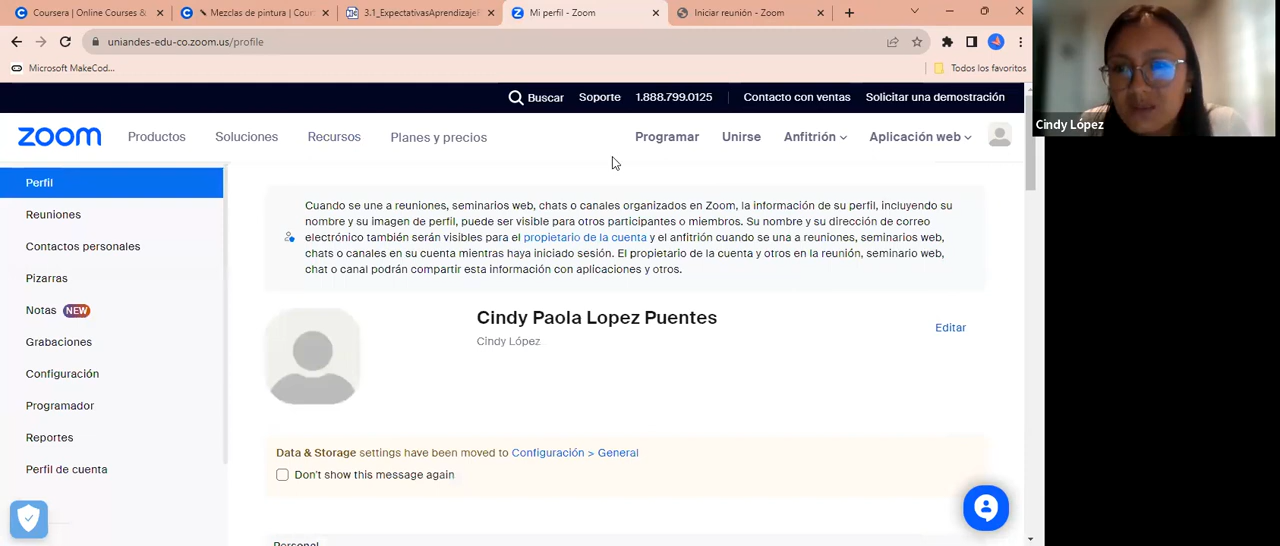 Coursera | Online Courses &
Mezclas de pintura | Cour
3.1_ExpectativasAprendizaje
Mi perfil - Zoom
Iniciar reunión - Zoom
uniandes-edu-co.zoom.us/profile
Microsoft MakeCod...
Todos los favoritos
Cindy López
Buscar Soporte 1.888.799.0125 Contacto con ventas Solicitar una demostración
zoom Productos Soluciones Recursos Planes y precios Programar Unirse Anfitrión Aplicación web
Perfil
Reuniones
Contactos personales
Pizarras
Notas NEW
Grabaciones
Configuración
Programador
Reportes
Perfil de cuenta
Cuando se une a reuniones, seminarios web, chats o canales organizados en Zoom, la información de su perfil, incluyendo su
nombre y su imagen de perfil, puede ser visible para otros participantes o miembros. Su nombre y su dirección de correo
electrónico también serán visibles para el propietario de la cuenta y el anfitrión cuando se una a reuniones, seminarios web,
chats o canales en su cuenta mientras haya iniciado sesión. El propietario de la cuenta y otros en la reunión, seminario web,
chat o canal podrán compartir esta información con aplicaciones y otros.
Cindy Paola Lopez Puentes
Cindy López
Editar
Data & Storage settings have been moved to Configuración > General
Don't show this message again
Personal